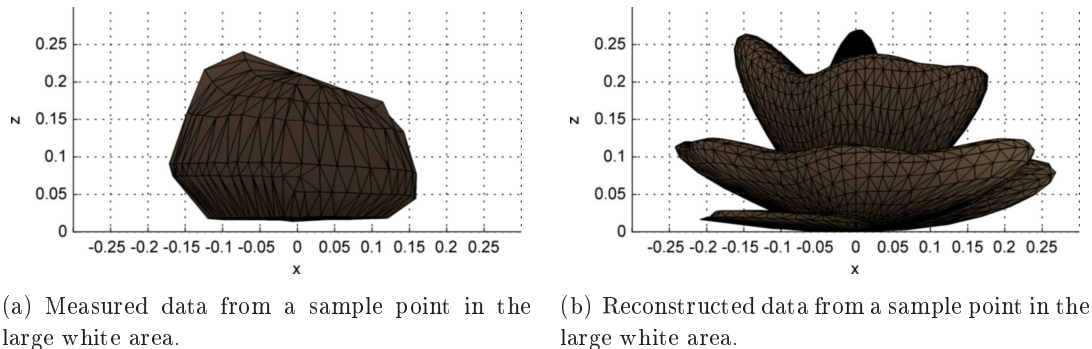 0.25
0.2
0.15
0.1
0.05
0
z
-0.25 -0.2 -0.15 -0.1 -0.05 0 0.05 0.1 0.15 0.2 0.25
x
(a) Measured data from a sample point in the
large white area.
0.25
0.2
0.15
0.1
0.05
0
z
-0.25 -0.2 -0.15 -0.1 -0.05 0 0.05 0.1 0.15 0.2 0.25
x
(b) Reconstructed data from a sample point in the
large white area.